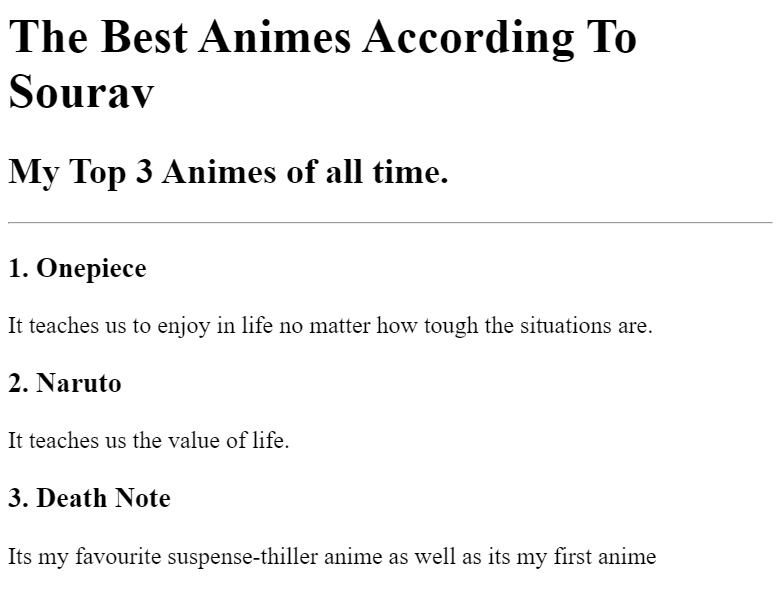 The Best Animes According To
Sourav
My Top 3 Animes of all time.
1. Onepiece
It teaches us to enjoy in life no matter how tough the situations are.
2. Naruto
It teaches us the value of life.
3. Death Note
Its my favourite suspense-thiller anime as well as its my first anime